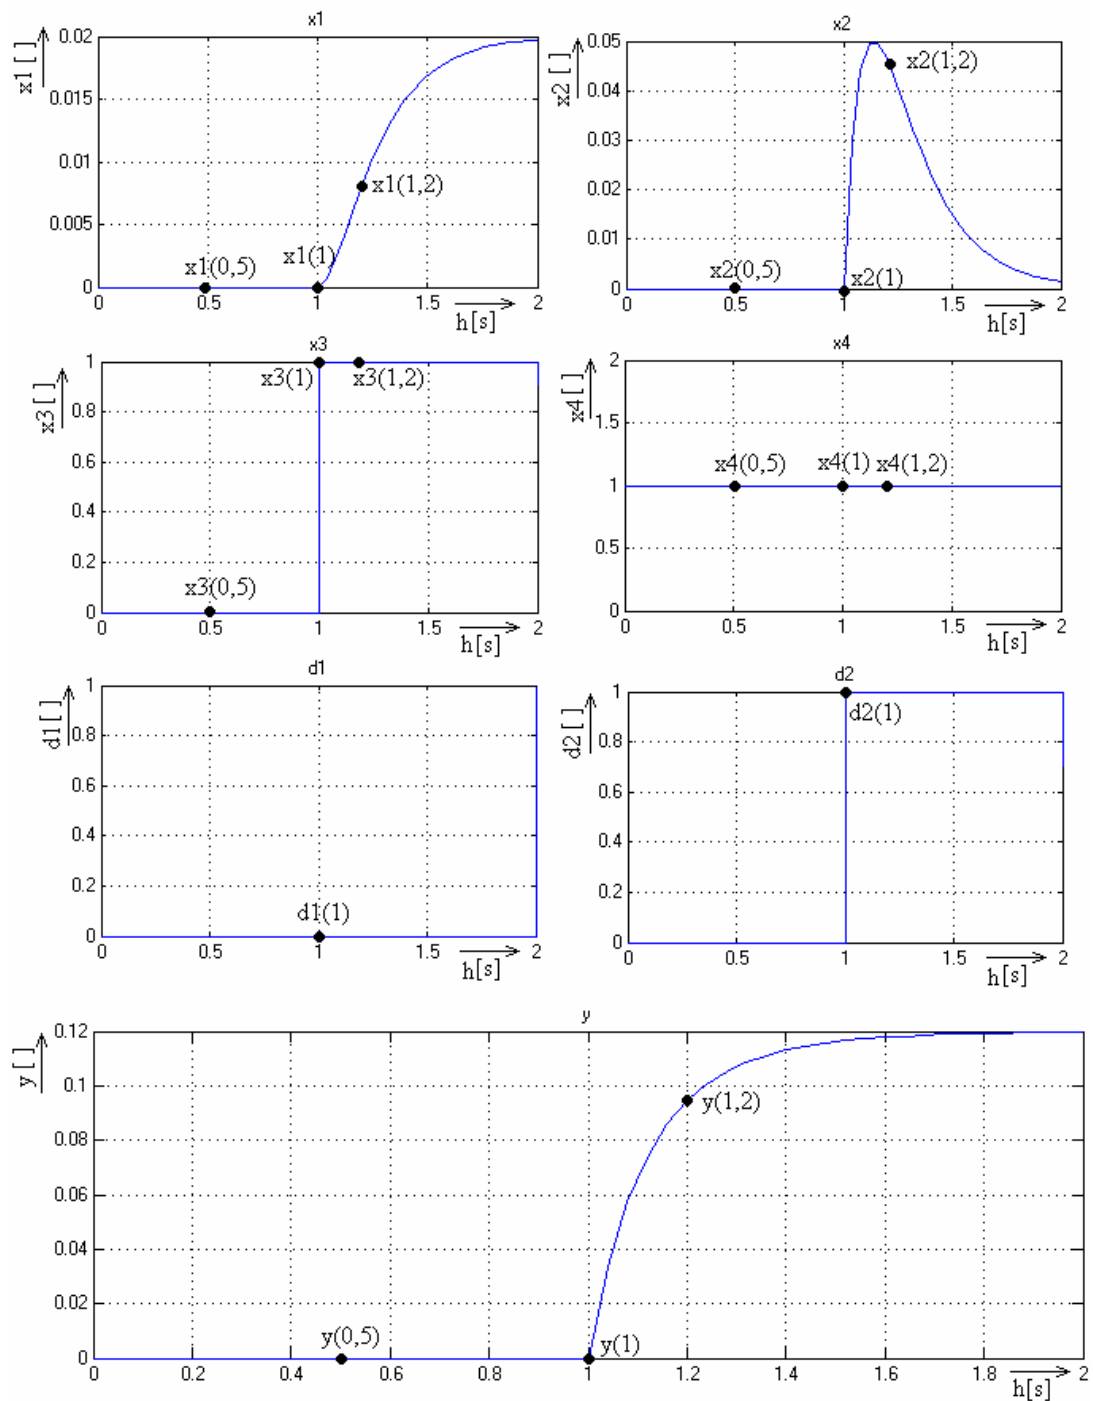 x1
x1 [ ]
0.02
0.015
0.01
0.005
0
x1(0,5)
x1(1)
x1(1,2)
0
0.5
1
1.5
2
h[s]
x2
x2 [ ]
0.05
0.04
0.03
0.02
0.01
0
x2(1,2)
x2(0,5)
x2(1)
0
0.5
1
1.5
2
h[s]
x3
x3 [ ]
1
0.8
0.6
0.4
0.2
0
x3(1)
x3(1,2)
x3(0,5)
0
0.5
1
1.5
2
h[s]
x4
x4 [ ]
2
1.5
1
0.5
0
x4(0,5)
x4(1)
x4(1,2)
0
0.5
1
1.5
2
h[s]
d1
d1 [ ]
1
0.8
0.6
0.4
0.2
0
d1(1)
0
0.5
1
1.5
2
h[s]
d2
d2 [ ]
1
0.8
0.6
0.4
0.2
0
d2(1)
0
0.5
1
1.5
2
h[s]
y
y [ ]
0.12
0.1
0.08
0.06
0.04
0.02
0
y(1,2)
y(0,5)
y(1)
0
0.2
0.4
0.6
0.8
1
1.2
1.4
1.6
1.8
2
h[s]